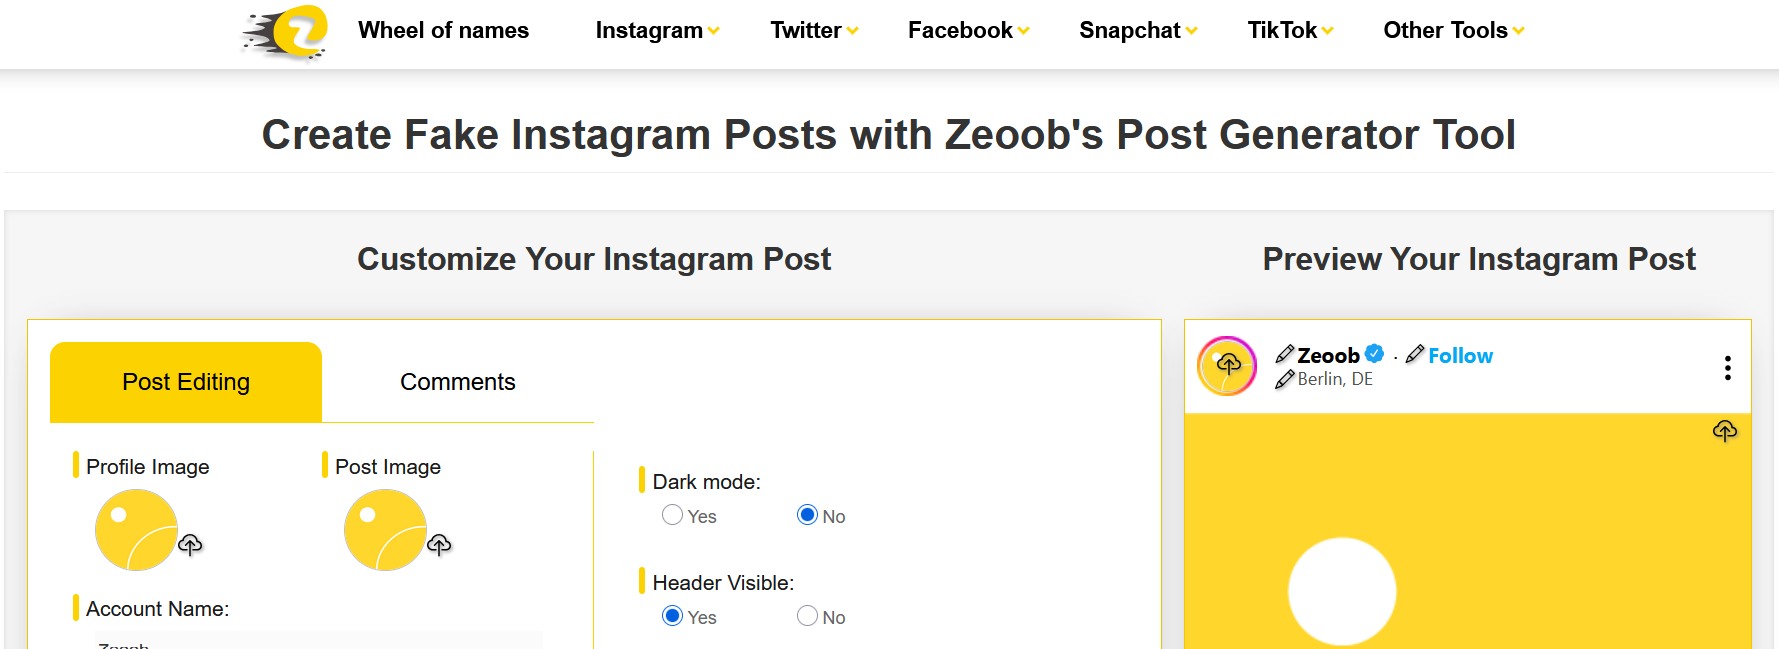 Wheel of names Instagram Twitter Facebook Snapchat TikTok Other Tools
Create Fake Instagram Posts with Zeoob's Post Generator Tool
Customize Your Instagram Post
Preview Your Instagram Post
Post Editing Comments
Profile Image Post Image
Account Name:
Zeoob
Dark mode:
Yes No
Header Visible:
Yes No
Zeoob · Follow
Berlin, DE